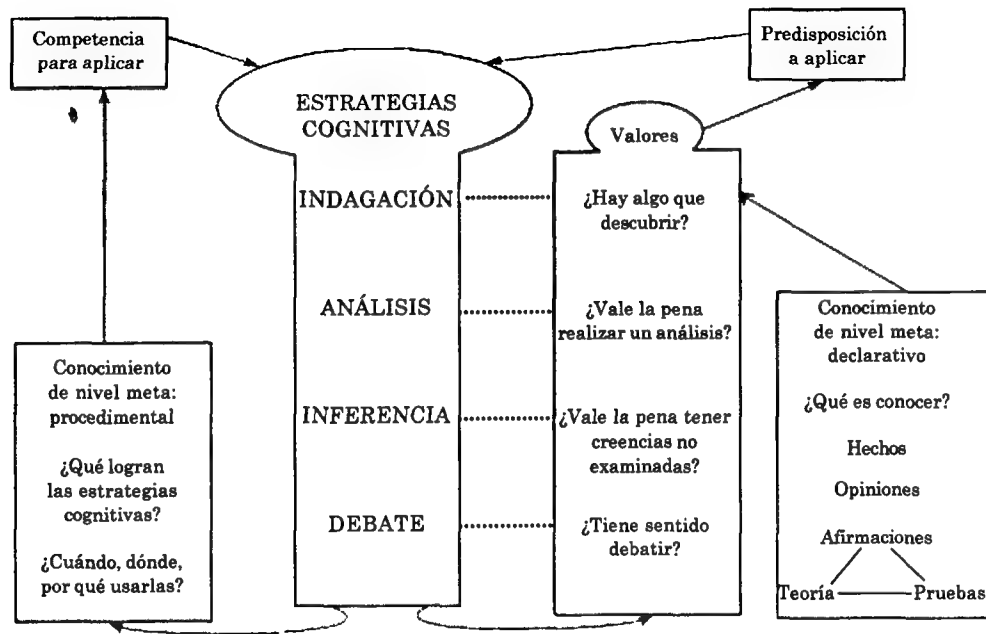 Competencia
para aplicar
Predisposición
a aplicar
ESTRATEGIAS
COGNITIVAS
Valores
INDAGACIÓN
¿Hay algo que
descubrir?
ANÁLISIS
¿Vale la pena
realizar un análisis?
INFERENCIA
¿Vale la pena tener
creencias no
examinadas?
DEBATE
¿Tiene sentido
debatir?
Conocimiento
de nivel meta:
procedimental
¿Qué logran
las estrategias
cognitivas?
¿Cuándo, dónde,
por qué usarlas?
Conocimiento
de nivel meta:
declarativo
¿Qué es conocer?
Hechos
Opiniones
Afirmaciones
Teoría Pruebas